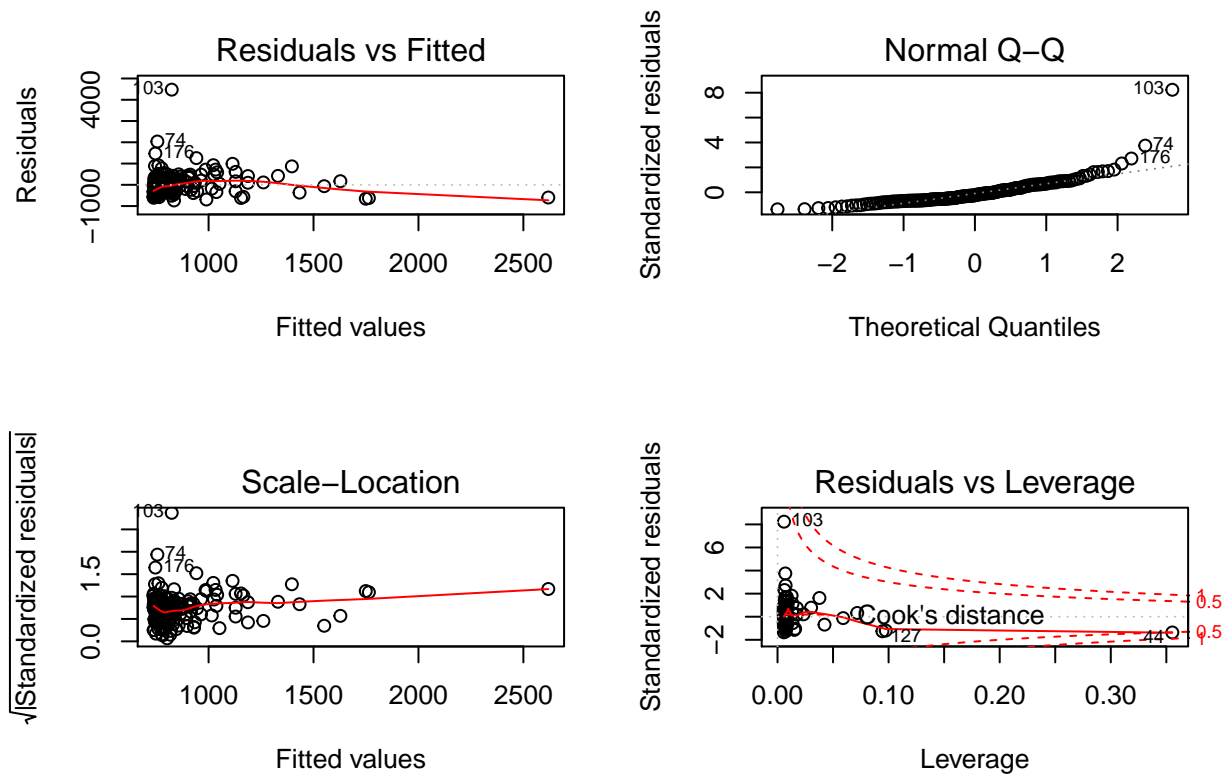 Residuals vs Fitted
Residuals
4000
−1000
103
74
176
1000 1500 2000 2500
Fitted values
Normal Q−Q
Standardized residuals
8
4
0
103
74
176
−2 −1 0 1 2
Theoretical Quantiles
Scale−Location
√|Standardized residuals|
1.5
0.0
103
74
176
1000 1500 2000 2500
Fitted values
Residuals vs Leverage
Standardized residuals
6
2
−2
103
Cook's distance
127
44
1
0.5
0.5
1
0.00 0.10 0.20 0.30
Leverage